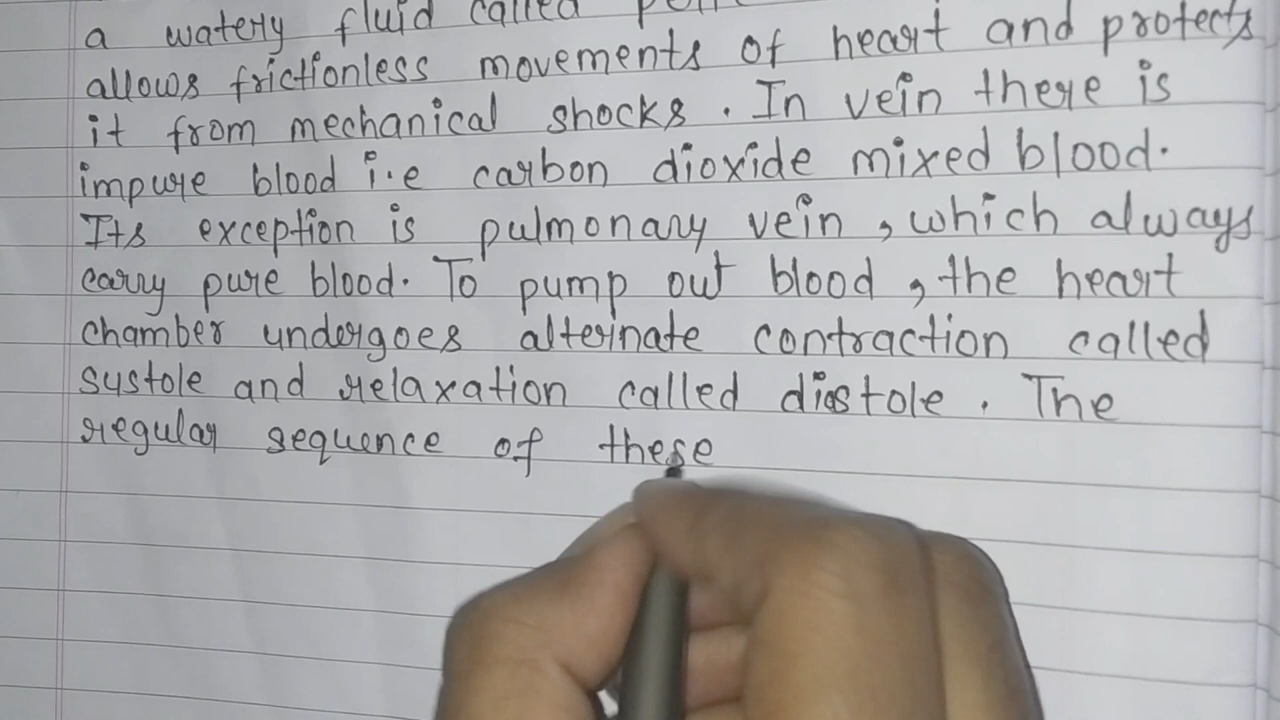 a watery fluid called
allows frictionless movements of heart and protects
it from mechanical shocks. In vein there is
impure blood i.e carbon dioxide mixed blood.
Its exception is pulmonary vein, which always
carry pure blood. To pump out blood, the heart
chamber undergoes alternate contraction called
systole and relaxation called diastole. The
regular sequence of these